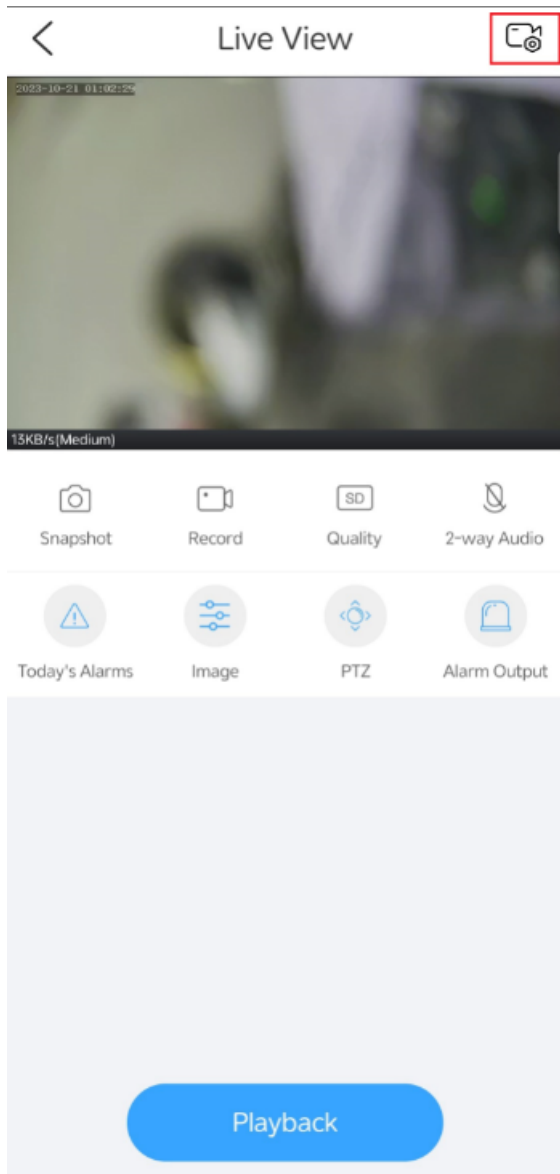 Live View
2023-10-21 01:02:29
13KB/s(Medium)
Snapshot Record SD Quality 2-way Audio
Today's Alarms Image PTZ Alarm Output
Playback